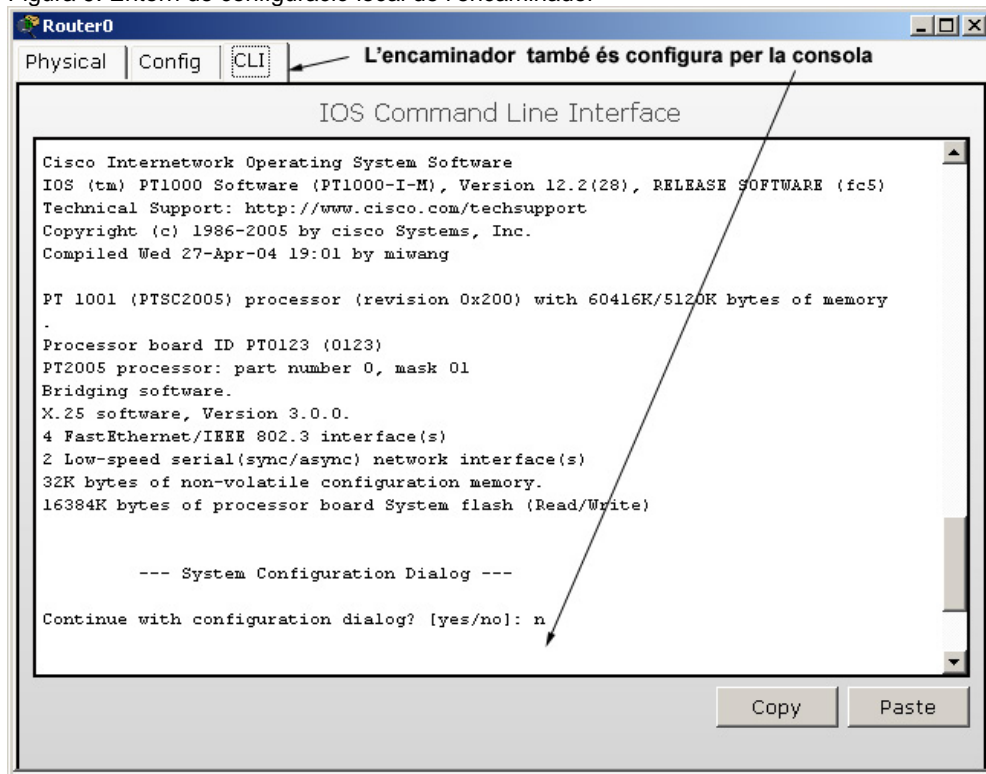 Router0
Physical Config CLI
L'encaminador també és configura per la consola
IOS Command Line Interface
Cisco Internetwork Operating System Software
IOS (tm) PT1000 Software (PT1000-I-M), Version 12.2(28), RELEASE SOFTWARE (fc5)
Technical Support: http://www.cisco.com/techsupport
Copyright (c) 1986-2005 by cisco Systems, Inc.
Compiled Wed 27-Apr-04 19:01 by miwang
PT 1001 (PTSC2005) processor (revision 0x200) with 60416K/5120K bytes of memory
.
Processor board ID PT0123 (0123)
PT2005 processor: part number 0, mask 01
Bridging software.
X.25 software, Version 3.0.0.
4 FastEthernet/IEEE 802.3 interface(s)
2 Low-speed serial(sync/async) network interface(s)
32K bytes of non-volatile configuration memory.
16384K bytes of processor board System flash (Read/Write)
--- System Configuration Dialog ---
Continue with configuration dialog? [yes/no]: n
Copy Paste